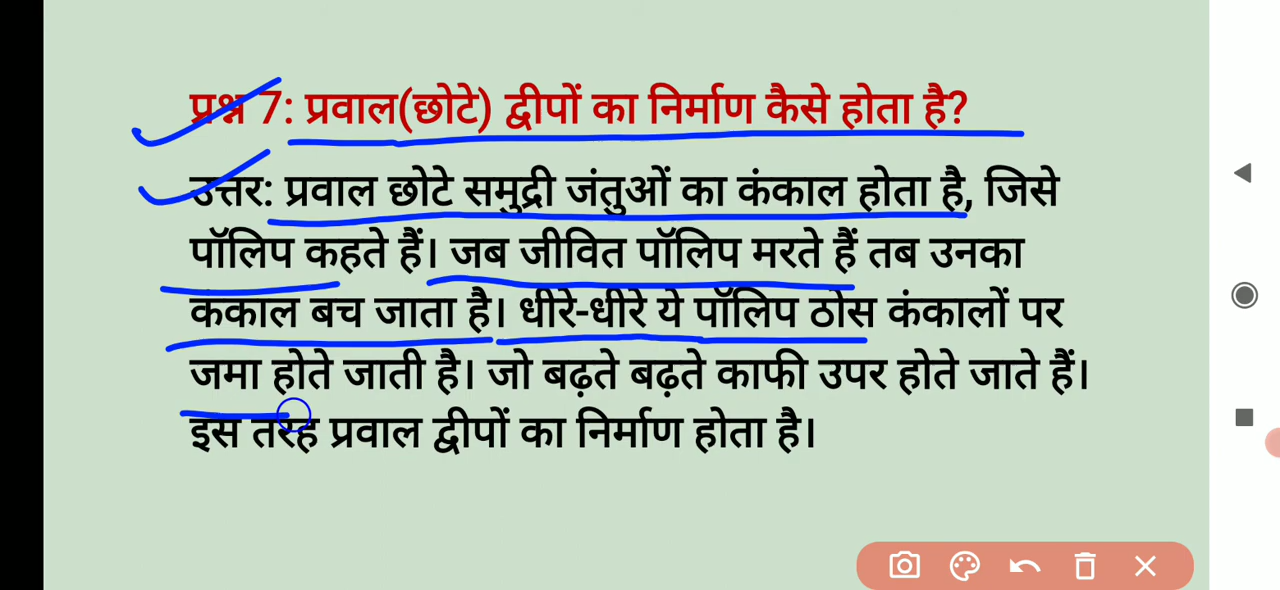 प्रश्न 7: प्रवाल(छोटे) द्वीपों का निर्माण कैसे होता है?
उत्तर: प्रवाल छोटे समुद्री जंतुओं का कंकाल होता है, जिसे
पॉलिप कहते हैं। जब जीवित पॉलिप मरते हैं तब उनका
कंकाल बच जाता है। धीरे-धीरे ये पॉलिप ठोस कंकालों पर
जमा होते जाती है। जो बढ़ते बढ़ते काफी उपर होते जाते हैं।
इस तरह प्रवाल द्वीपों का निर्माण होता है।